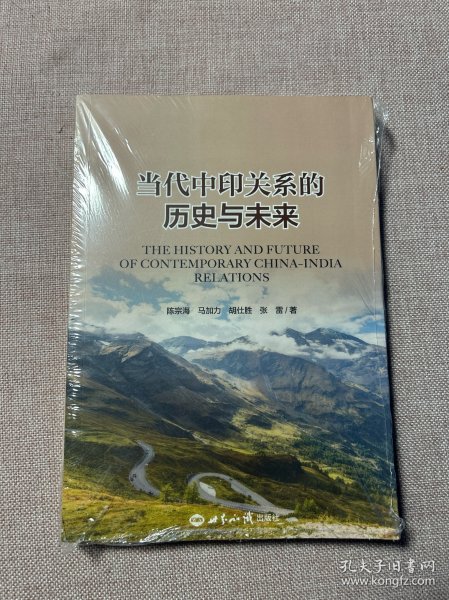 当代中印关系的
历史与未来
THE HISTORY AND FUTURE
OF CONTEMPORARY CHINA-INDIA
RELATIONS
陈宗海 马加力 胡仕胜 张 雷/著
世界知识出版社
孔夫子旧书网
www.kongfz.com